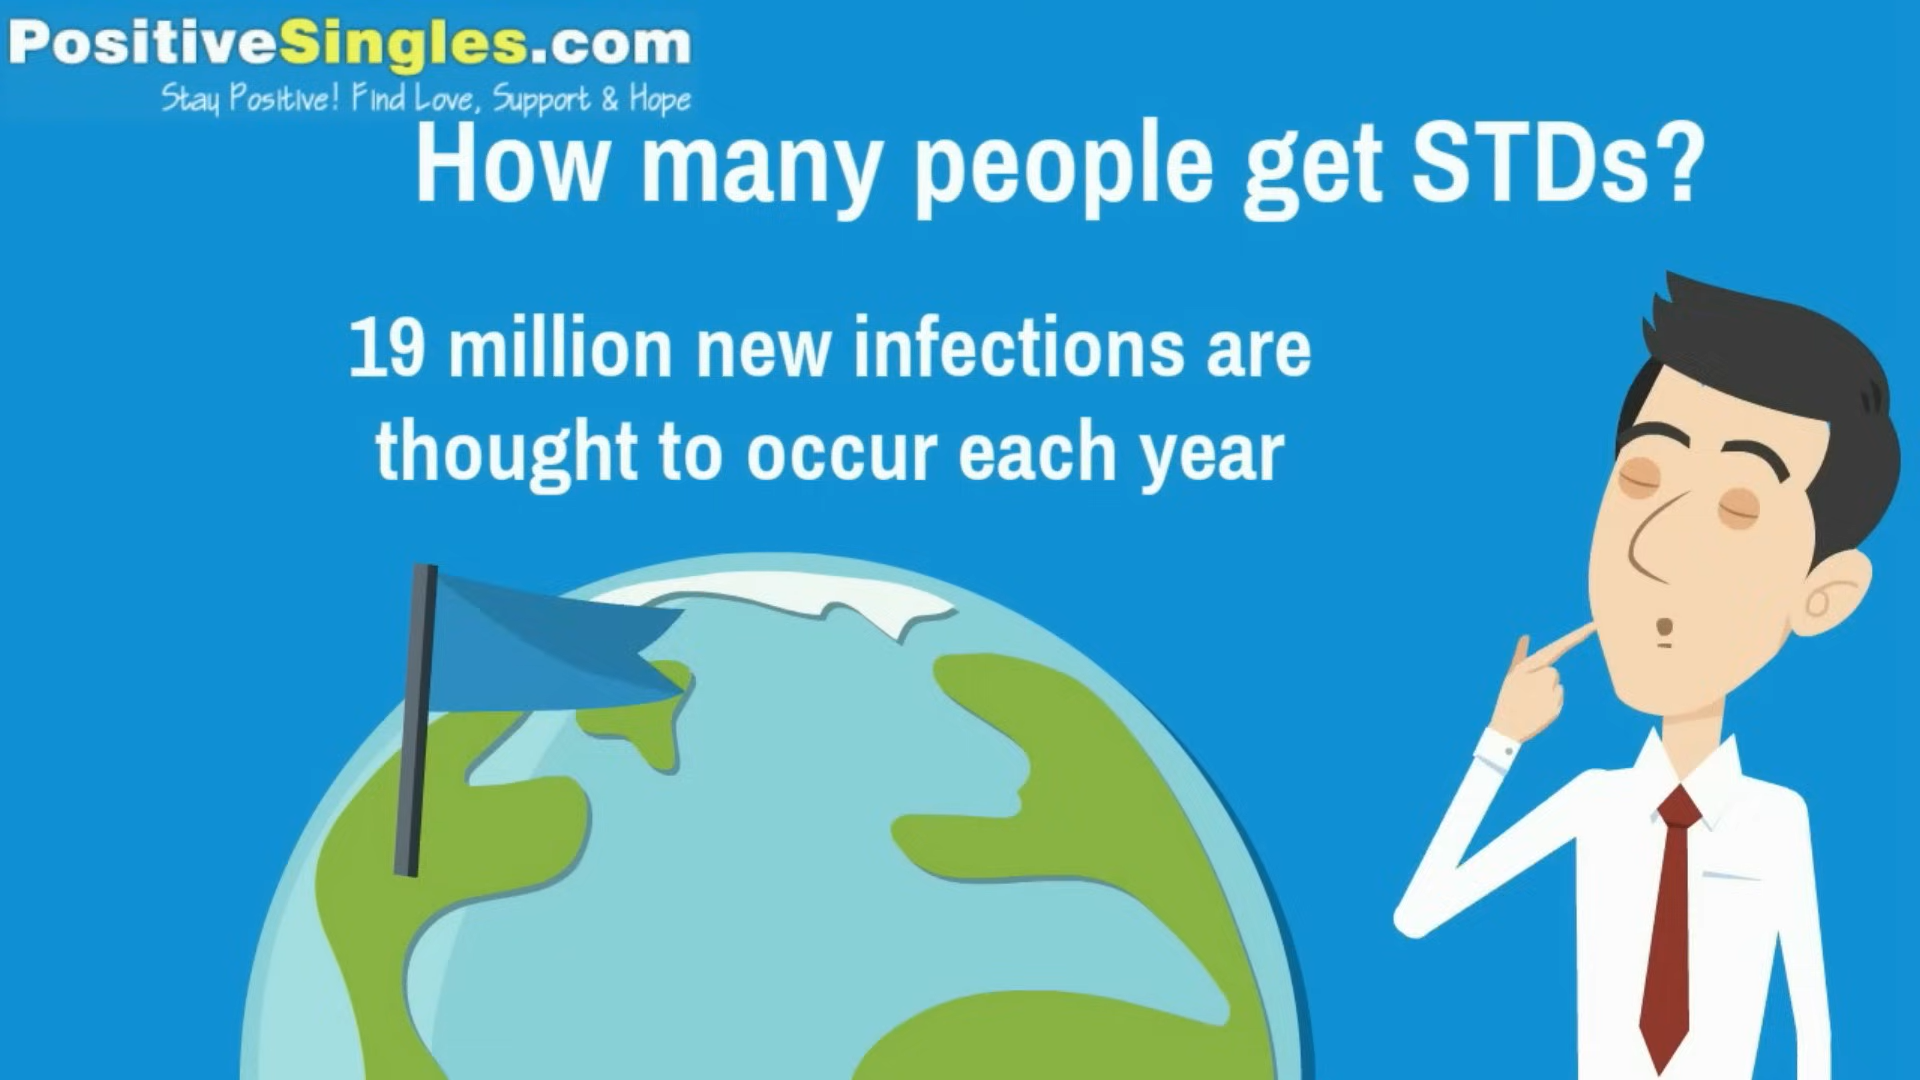 PositiveSingles.com
Stay Positive! Find Love, Support & Hope
How many people get STDs?
19 million new infections are
thought to occur each year